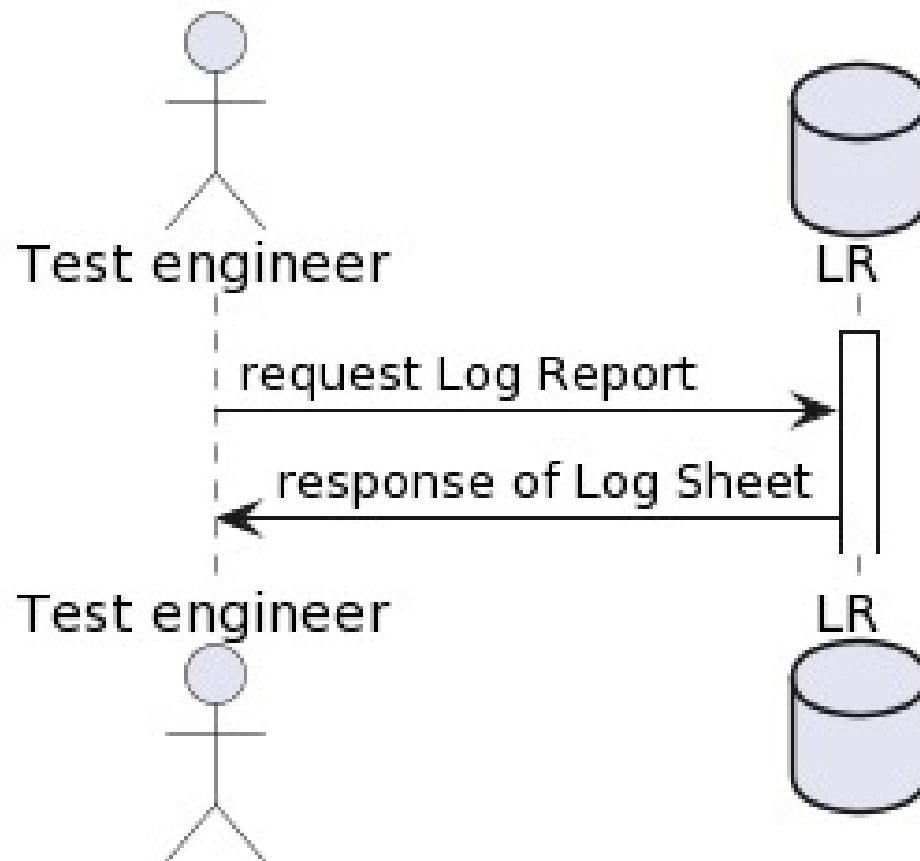 Test engineer
LR
request Log Report
response of Log Sheet
Test engineer
LR